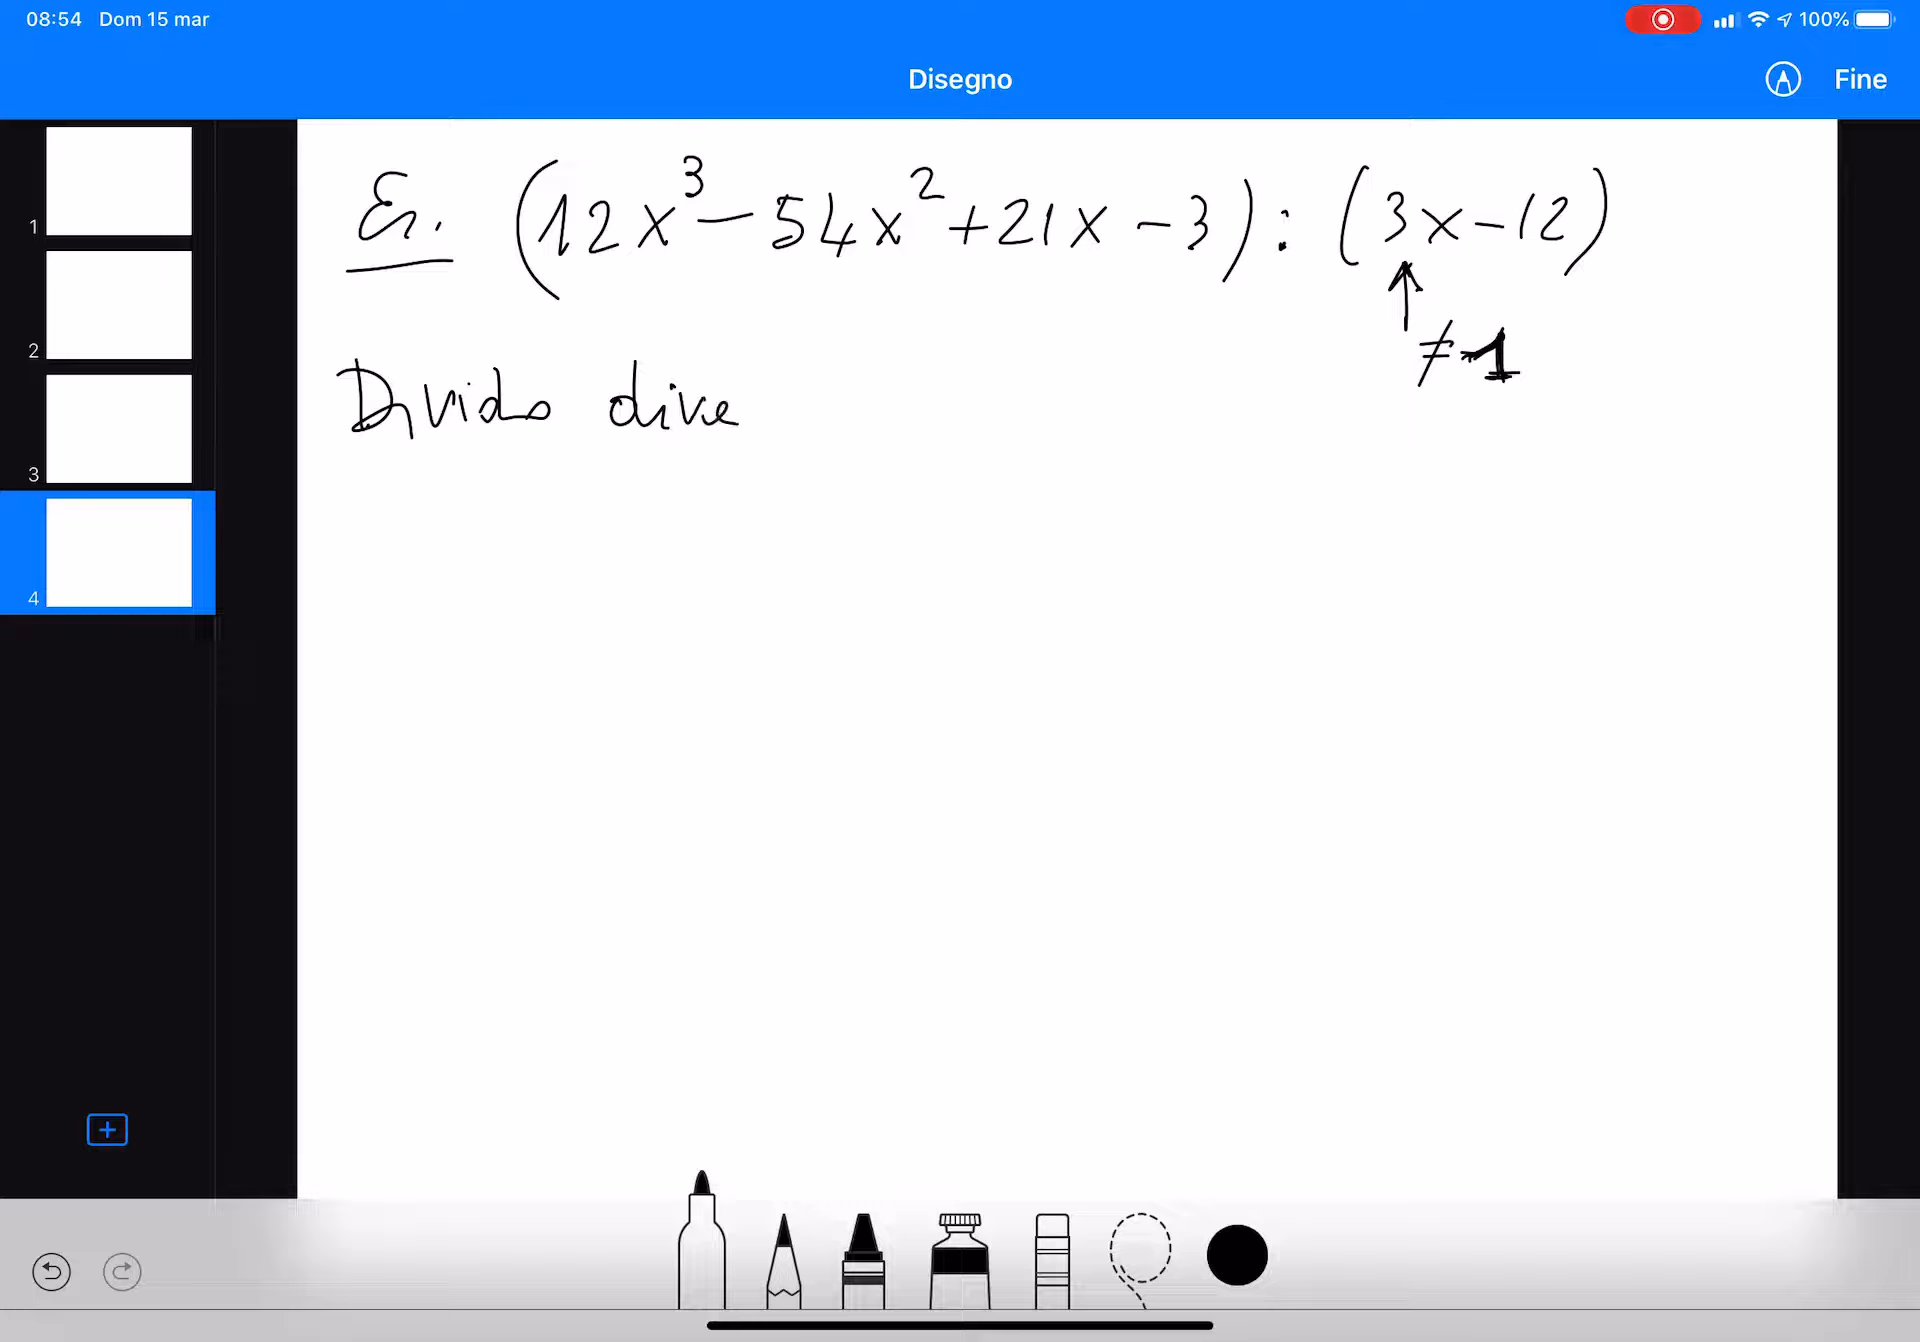 08:54 Dom 15 mar
100%
Disegno
Fine
1
2
3
4
Es. (12x³ - 54x² + 21x - 3) : (3x - 12)
≠ 1
Divido dive